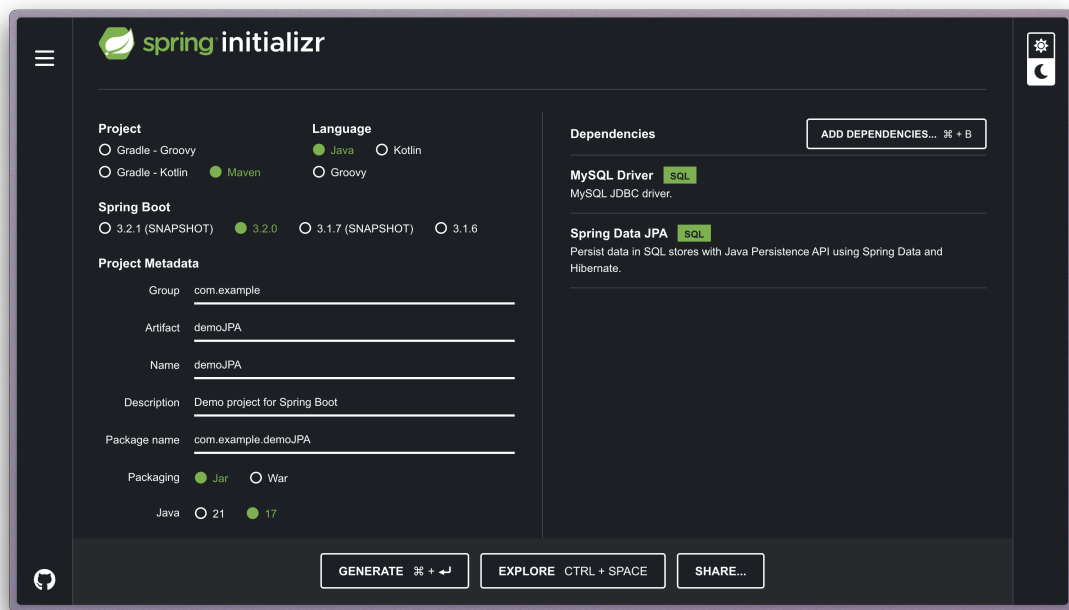 spring initializr
Project
Gradle - Groovy
Gradle - Kotlin Maven
Language
Java Kotlin
Groovy
Spring Boot
3.2.1 (SNAPSHOT) 3.2.0 3.1.7 (SNAPSHOT) 3.1.6
Project Metadata
Group com.example
Artifact demoJPA
Name demoJPA
Description Demo project for Spring Boot
Package name com.example.demoJPA
Packaging Jar War
Java 21 17
Dependencies ADD DEPENDENCIES... ⌘ + B
MySQL Driver SQL
MySQL JDBC driver.
Spring Data JPA SQL
Persist data in SQL stores with Java Persistence API using Spring Data and
Hibernate.
GENERATE ⌘ + ↵ EXPLORE CTRL + SPACE SHARE...